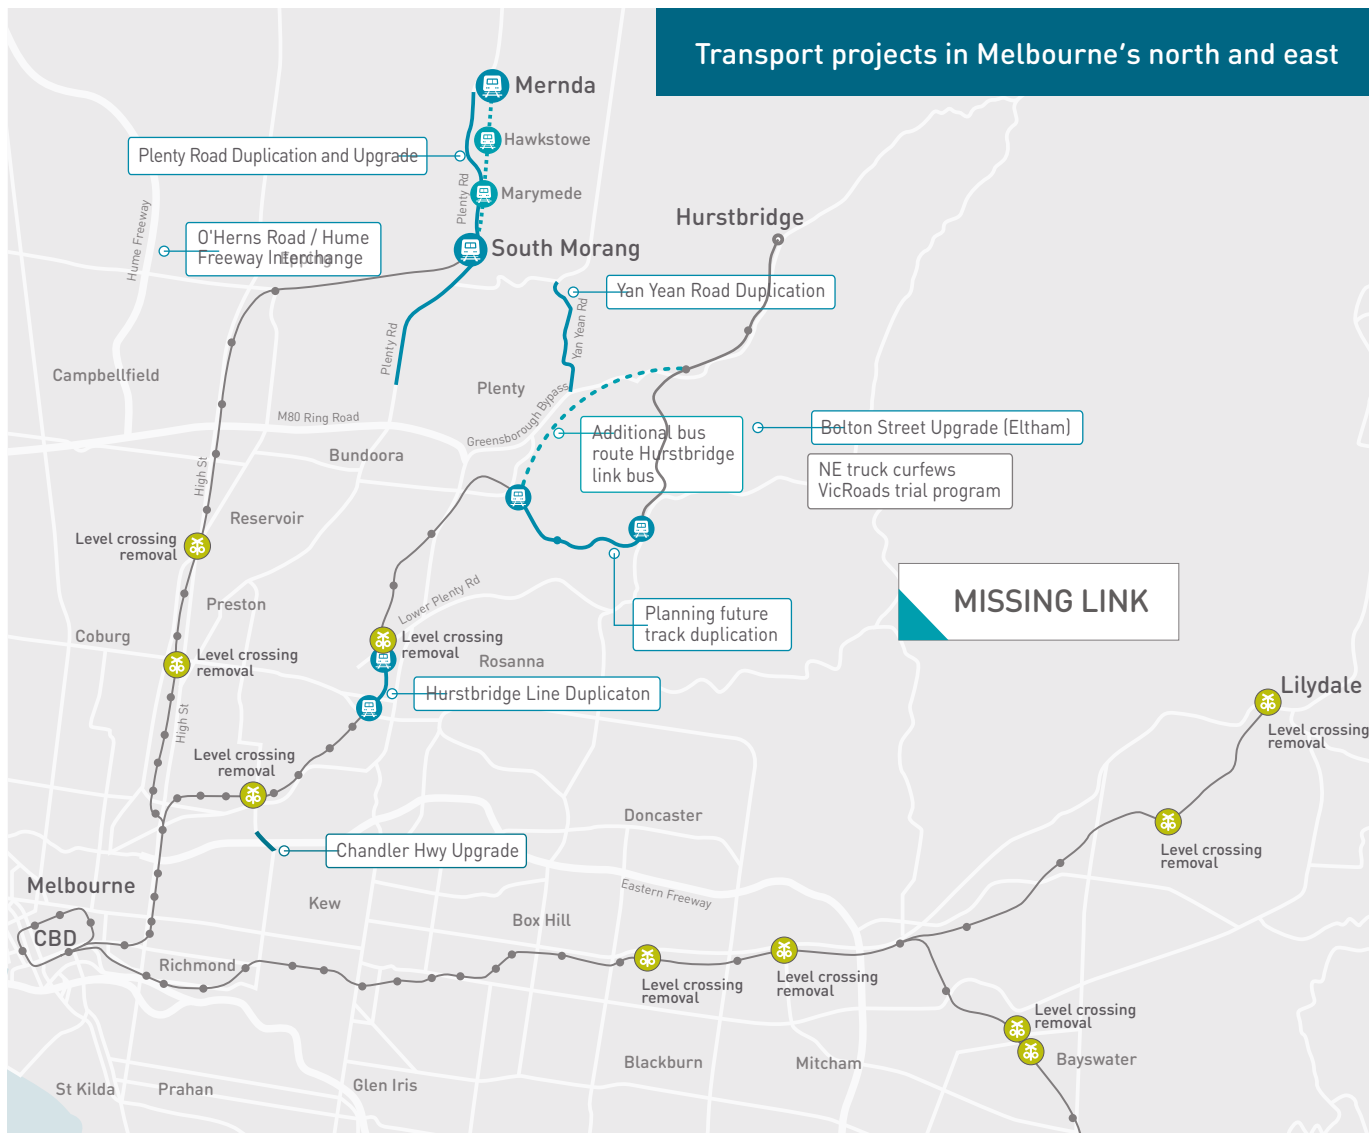 Transport projects in Melbourne's north and east
Mernda
Hawkstowe
Plenty Road Duplication and Upgrade
Plenty Rd
Marymede
Hurstbridge
Hume Freeway
O'Herns Road / Hume
Freeway Interchange
Epping
South Morang
Yan Yean Road Duplication
Yan Yean Rd
Plenty Rd
Campbellfield
Plenty
Greensborough Bypass
M80 Ring Road
Additional bus
route Hurstbridge
link bus
Bolton Street Upgrade (Eltham)
Bundoora
NE truck curfews
VicRoads trial program
High St
Reservoir
Level crossing
removal
Lower Plenty Rd
Preston
MISSING LINK
Planning future
track duplication
Coburg
Level crossing
removal
Level crossing
removal
Rosanna
Hurstbridge Line Duplicaton
Lilydale
High St
Level crossing
removal
Level crossing
removal
Doncaster
Chandler Hwy Upgrade
Level crossing
removal
Melbourne
Eastern Freeway
Kew
Box Hill
CBD
Richmond
Level crossing
removal
Level crossing
removal
Level crossing
removal
Blackburn
Mitcham
Bayswater
St Kilda
Prahan
Glen Iris